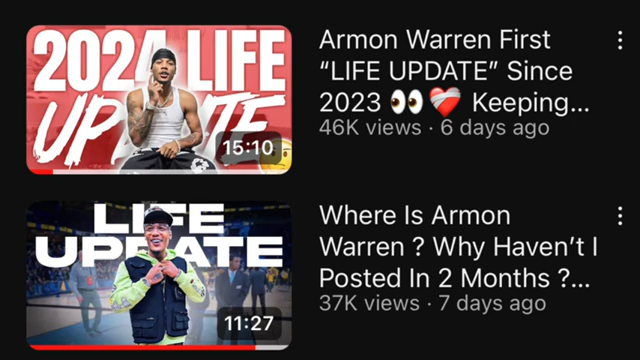 2024 LIFE
UPDATE
15:10
Armon Warren First
“LIFE UPDATE” Since
2023 👀❤️‍🩹 Keeping...
46K views · 6 days ago
LIFE
UPDATE
11:27
Where Is Armon
Warren ? Why Haven’t I
Posted In 2 Months ?...
37K views · 7 days ago